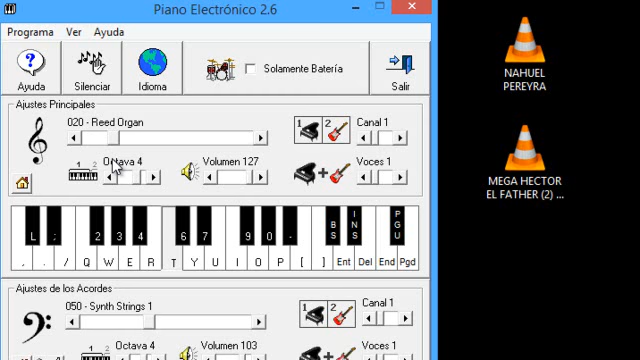 Piano Electrónico 2.6
Programa Ver Ayuda
Ayuda Silenciar Idioma Solamente Batería Salir
Ajustes Principales
020 - Reed Organ
1 2
Canal 1
1 2
Octava 4
Volumen 127
Voces 1
L ; 2 3 4 6 7 9 0 BS INS PGU
, . / Q W E R T Y U I O P [ ] Ent Del End Pgd
Ajustes de los Acordes
050 - Synth Strings 1
1 2
Canal 1
Octava 4
Volumen 103
Voces 1
NAHUEL
PEREYRA
MEGA HECTOR
EL FATHER (2) ...